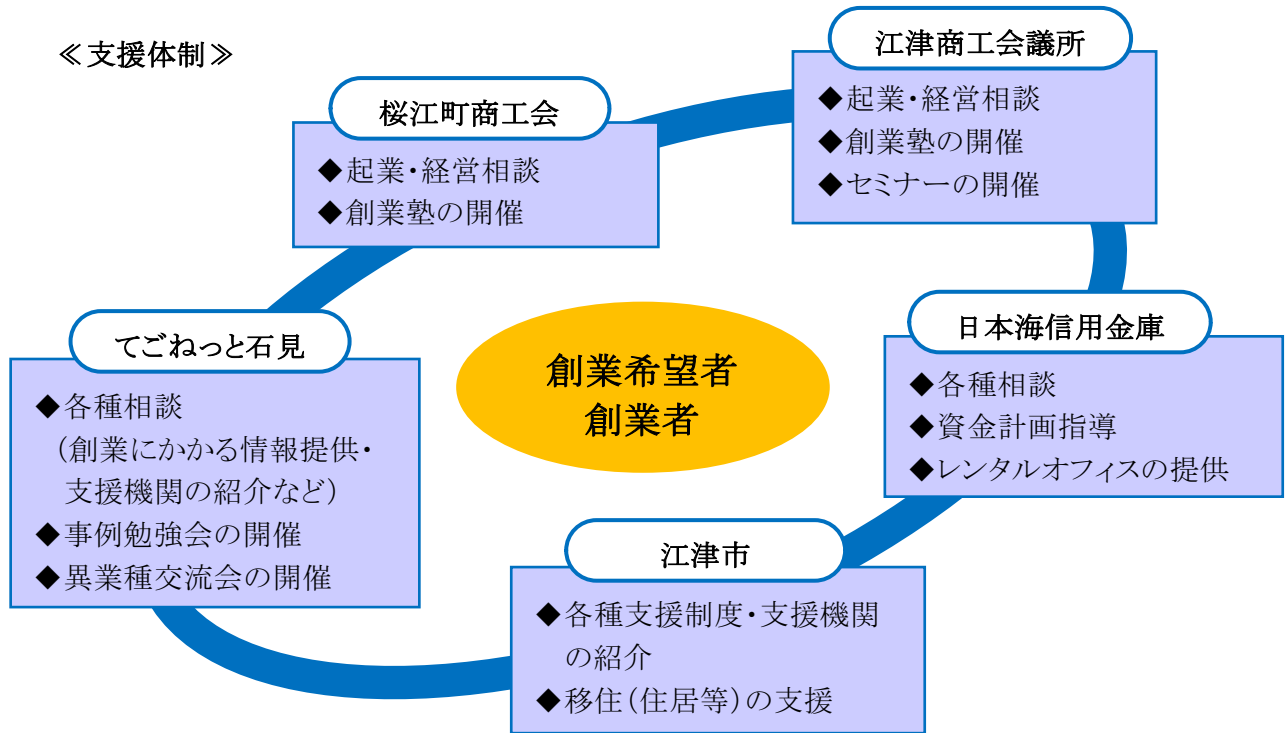 ≪支援体制≫
江津商工会議所
◆起業・経営相談
◆創業塾の開催
◆セミナーの開催
桜江町商工会
◆起業・経営相談
◆創業塾の開催
てごねっと石見
◆各種相談
(創業にかかる情報提供・
支援機関の紹介など)
◆事例勉強会の開催
◆異業種交流会の開催
創業希望者
創業者
日本海信用金庫
◆各種相談
◆資金計画指導
◆レンタルオフィスの提供
江津市
◆各種支援制度・支援機関
の紹介
◆移住(住居等)の支援